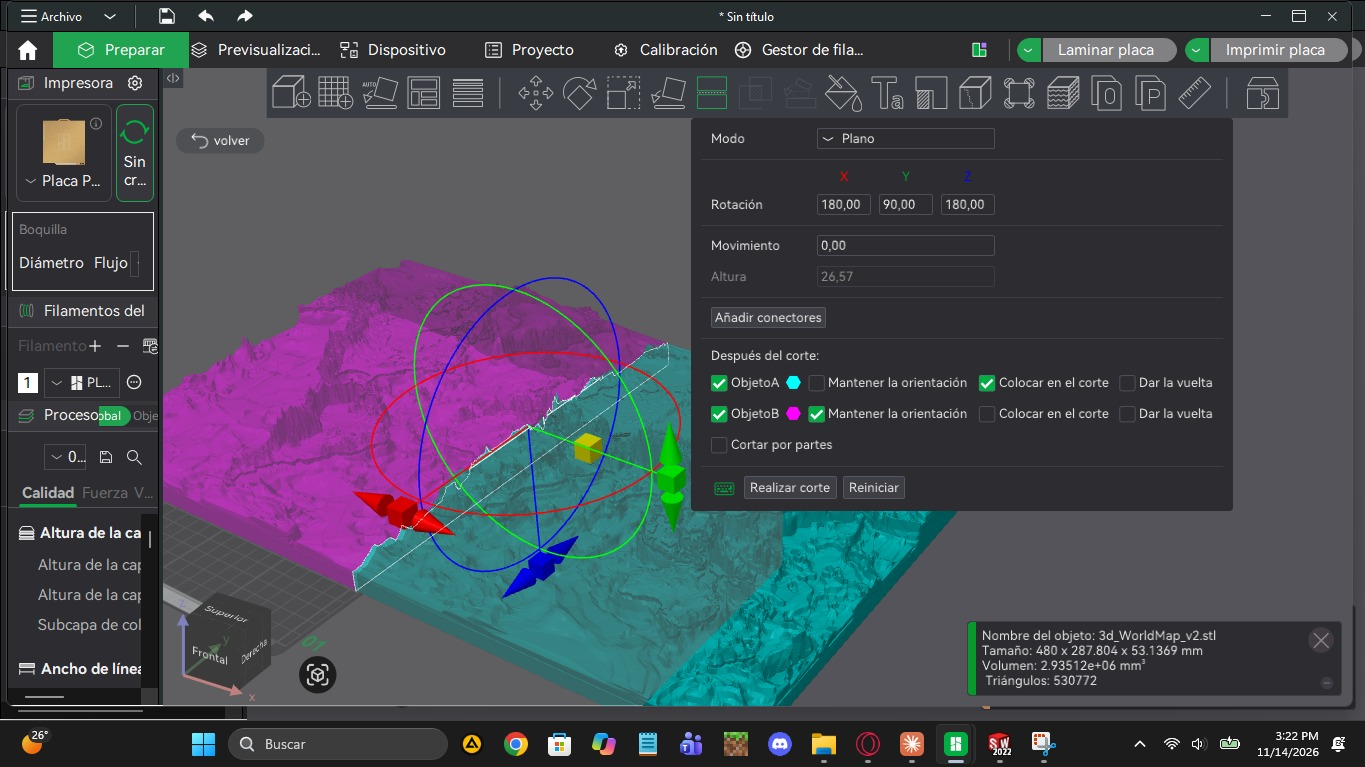 Archivo
* Sin título
Preparar
Previsualizaci...
Dispositivo
Proyecto
Calibración
Gestor de fila...
Laminar placa
Imprimir placa
Impresora
AUTO
volver
Placa P...
Sin
cr...
Boquilla
Diámetro Flujo
Filamentos del
Filamento
1 PL...
Proceso obal Obje
0...
Calidad Fuerza V...
Altura de la ca
Altura de la cap
Altura de la cap
Subcapa de col
Ancho de línea
Modo Plano
X Y Z
Rotación 180,00 90,00 180,00
Movimiento 0,00
Altura 26,57
Añadir conectores
Después del corte:
ObjetoA Mantener la orientación Colocar en el corte Dar la vuelta
ObjetoB Mantener la orientación Colocar en el corte Dar la vuelta
Cortar por partes
Realizar corte Reiniciar
Superior
Frontal
Derecha
z
y
x
01
Nombre del objeto: 3d_WorldMap_v2.stl
Tamaño: 480 x 287.804 x 53.1369 mm
Volumen: 2.93512e+06 mm³
Triángulos: 530772
26°
Buscar
SW
2022
3:22 PM
11/14/2026